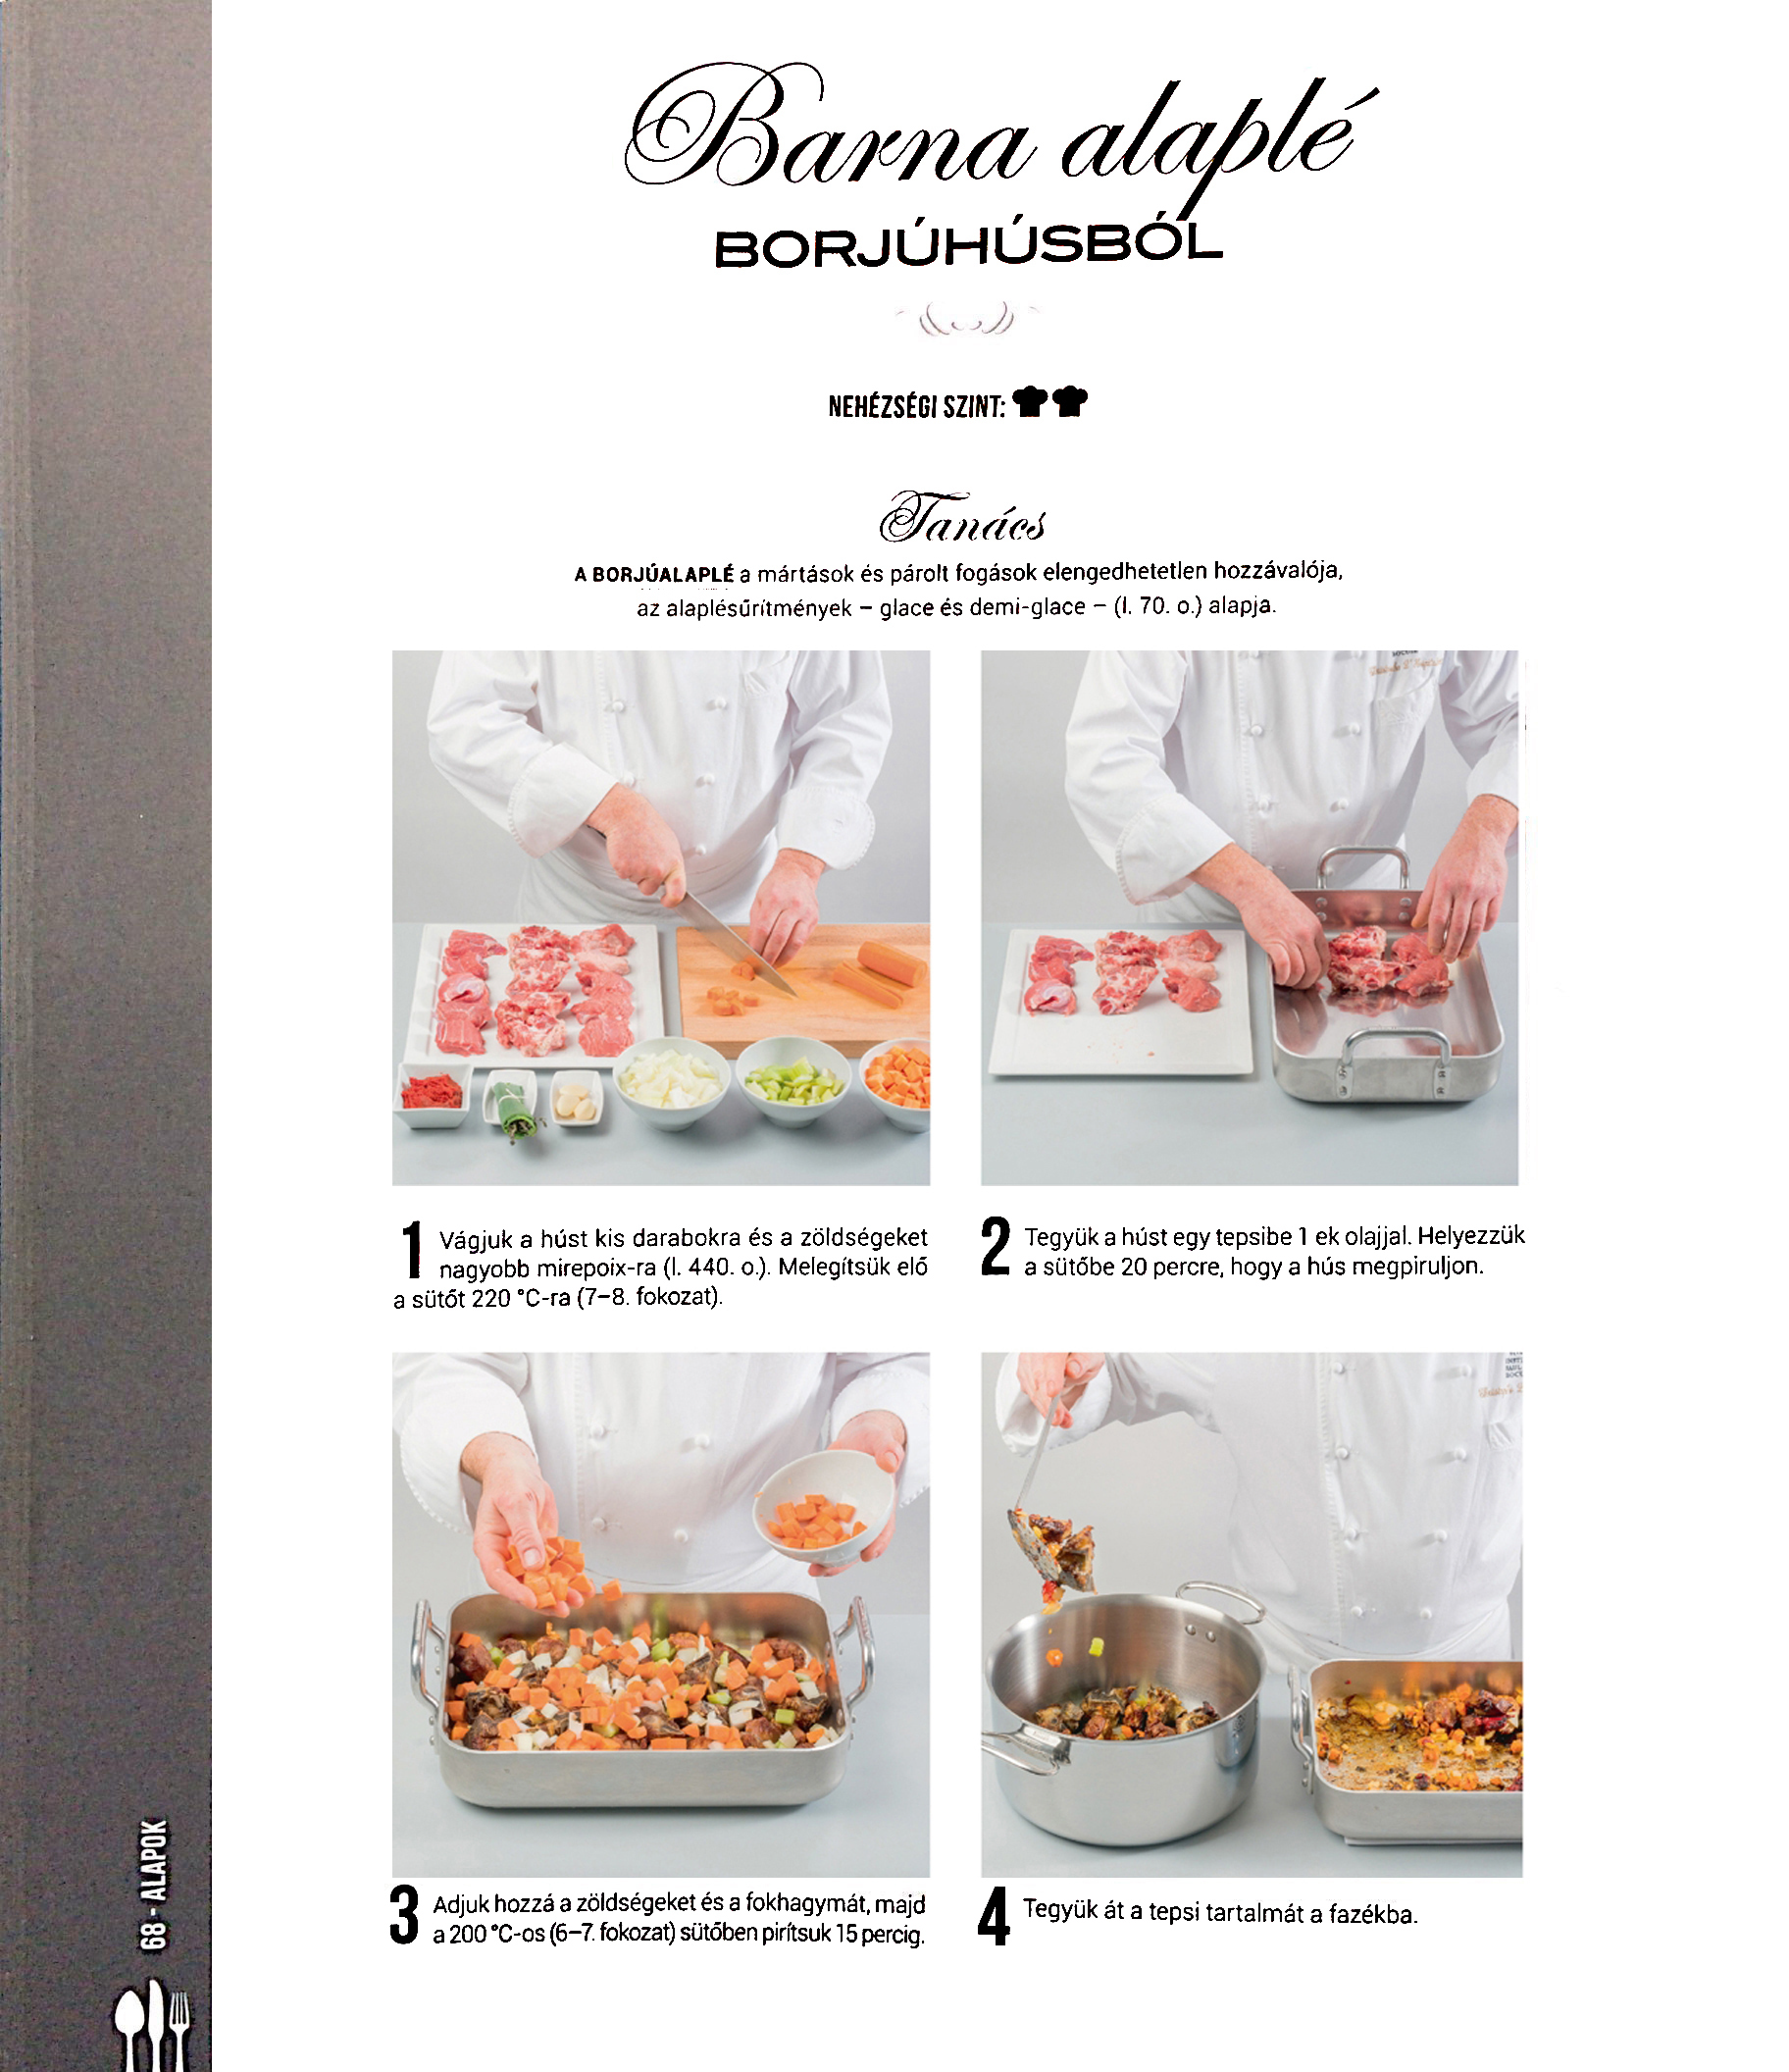 Barna alaplé
BORJÚHÚSBÓL
NEHÉZSÉGI SZINT:
Tanács
A BORJÚALAPLÉ a mártások és párolt fogások elengedhetetlen hozzávalója,
az alaplésűrítmények – glace és demi-glace – (l. 70. o.) alapja.
1 Vágjuk a húst kis darabokra és a zöldségeket
nagyobb mirepoix-ra (l. 440. o.). Melegítsük elő
a sütőt 220 °C-ra (7–8. fokozat).
2 Tegyük a húst egy tepsibe 1 ek olajjal. Helyezzük
a sütőbe 20 percre, hogy a hús megpiruljon.
3 Adjuk hozzá a zöldségeket és a fokhagymát, majd
a 200 °C-os (6–7. fokozat) sütőben pirítsuk 15 percig.
4 Tegyük át a tepsi tartalmát a fazékba.
68 - ALAPOK